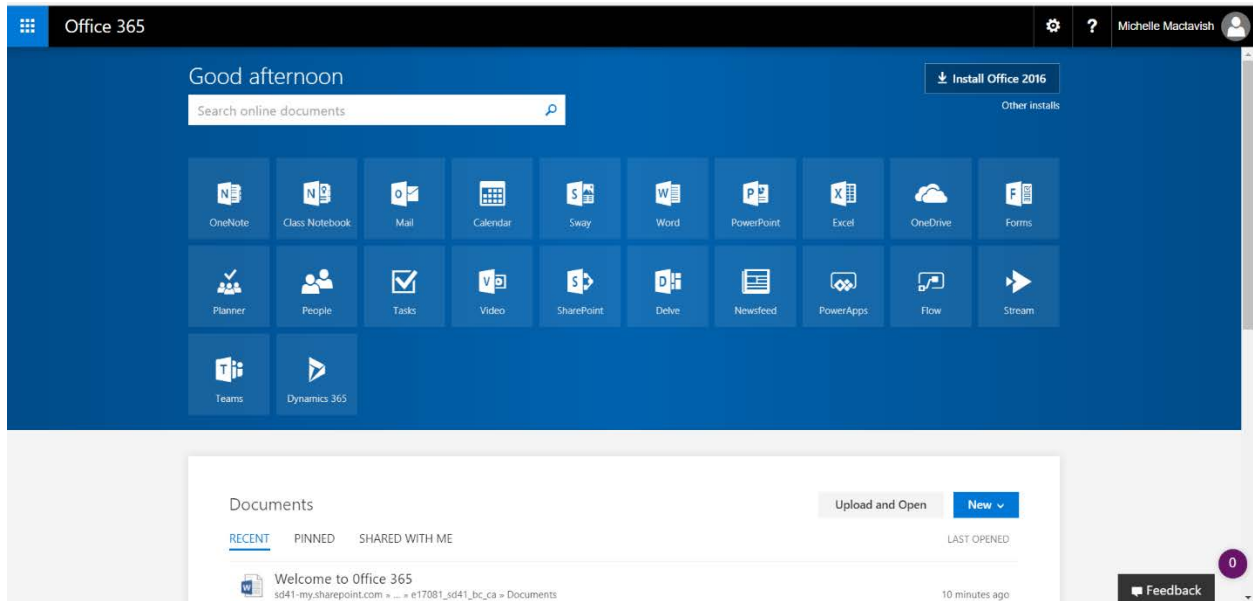 Office 365
? Michelle Mactavish
Good afternoon
Install Office 2016
Search online documents
Other installs
OneNote Class Notebook Mail Calendar Sway Word PowerPoint Excel OneDrive Forms
Planner People Tasks Video SharePoint Delve Newsfeed PowerApps Flow Stream
Teams Dynamics 365
Documents
Upload and Open New
RECENT PINNED SHARED WITH ME LAST OPENED
0
Welcome to 0ffice 365
sd41-my.sharepoint.com » ... » e17081_sd41_bc_ca » Documents 10 minutes ago
Feedback